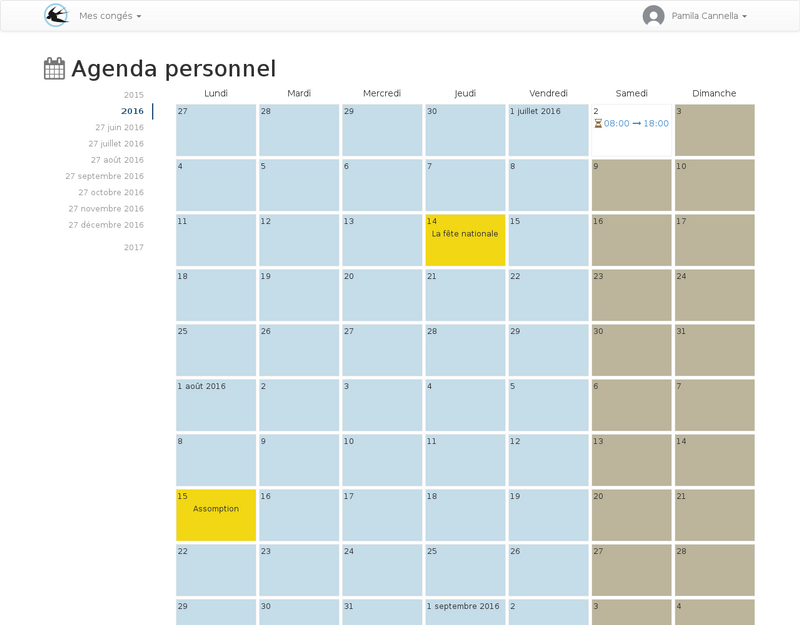 Mes congés
Pamila Cannella
Agenda personnel
2015
2016
27 juin 2016
27 juillet 2016
27 août 2016
27 septembre 2016
27 octobre 2016
27 novembre 2016
27 décembre 2016
2017
Lundi Mardi Mercredi Jeudi Vendredi Samedi Dimanche
27 28 29 30 1 juillet 2016 2 3
08:00 → 18:00
4 5 6 7 8 9 10
11 12 13 14 15 16 17
La fête nationale
18 19 20 21 22 23 24
25 26 27 28 29 30 31
1 août 2016 2 3 4 5 6 7
8 9 10 11 12 13 14
15 16 17 18 19 20 21
Assomption
22 23 24 25 26 27 28
29 30 31 1 septembre 2016 2 3 4